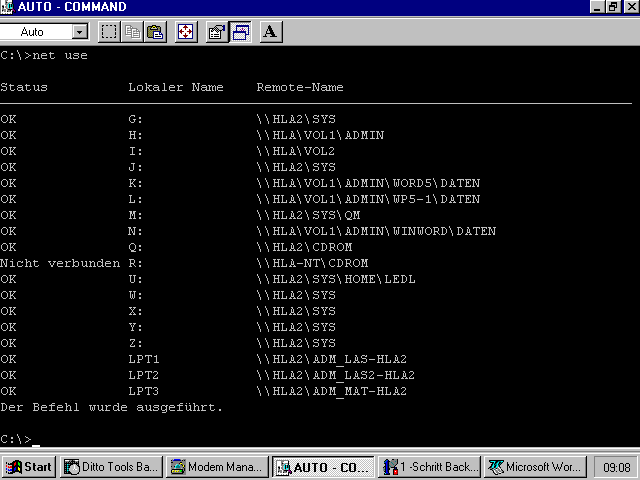 AUTO - COMMAND
Auto
A
C:\>net use
Status Lokaler Name Remote-Name
OK G: \\HLA2\SYS
OK H: \\HLA\VOL1\ADMIN
OK I: \\HLA\VOL2
OK J: \\HLA2\SYS
OK K: \\HLA\VOL1\ADMIN\WORD5\DATEN
OK L: \\HLA\VOL1\ADMIN\WP5-1\DATEN
OK M: \\HLA2\SYS\QM
OK N: \\HLA\VOL1\ADMIN\WINWORD\DATEN
OK Q: \\HLA2\CDROM
Nicht verbunden R: \\HLA-NT\CDROM
OK U: \\HLA2\SYS\HOME\LEDL
OK W: \\HLA2\SYS
OK X: \\HLA2\SYS
OK Y: \\HLA2\SYS
OK Z: \\HLA2\SYS
OK LPT1 \\HLA2\ADM_LAS-HLA2
OK LPT2 \\HLA2\ADM_LAS2-HLA2
OK LPT3 \\HLA2\ADM_MAT-HLA2
Der Befehl wurde ausgeführt.
C:\>_
Start Ditto Tools Ba... Modem Mana... AUTO - CO... 1 -Schritt Back... Microsoft Wor... 09:08